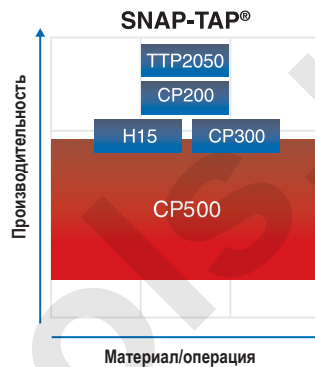 SNAP-TAP®
TTP2050
CP200
H15 CP300
CP500
Производительность
Материал/операция